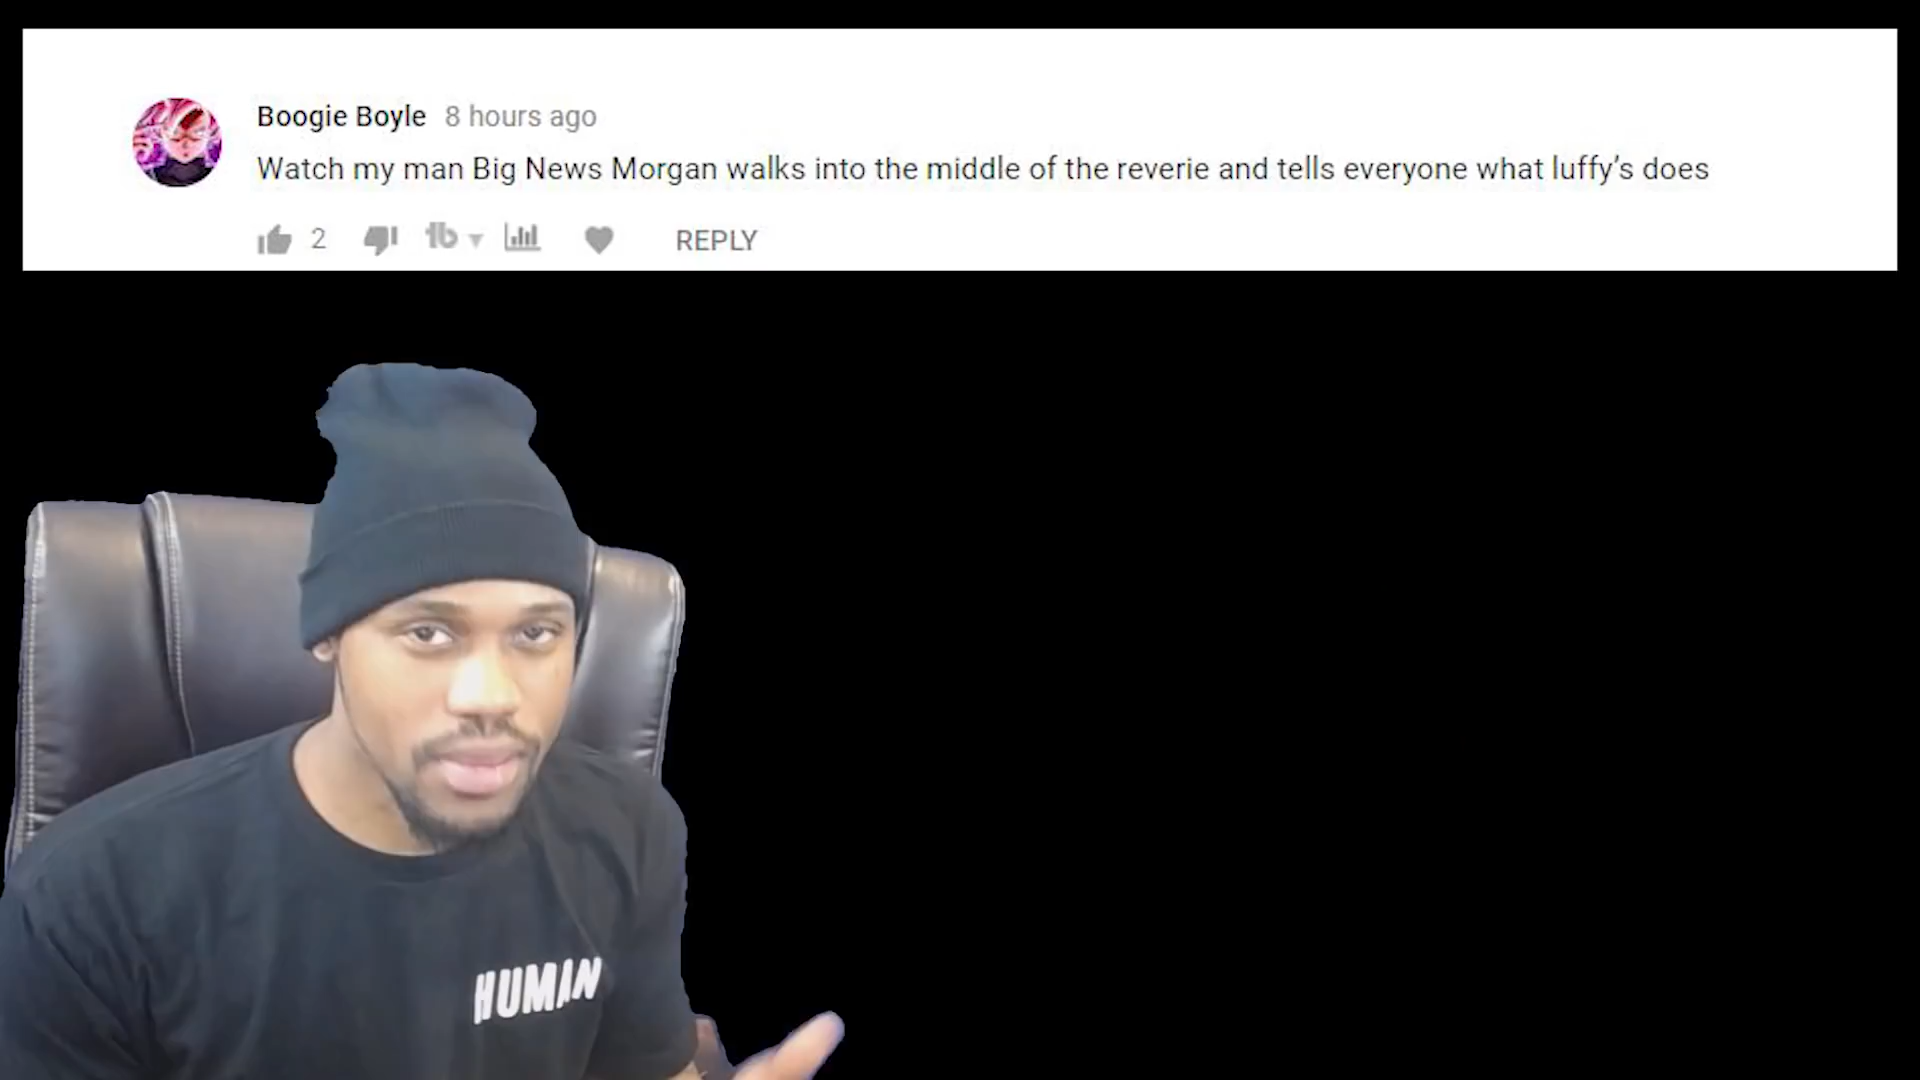 Boogie Boyle 8 hours ago
Watch my man Big News Morgan walks into the middle of the reverie and tells everyone what luffy’s does
2 REPLY
HUMAN